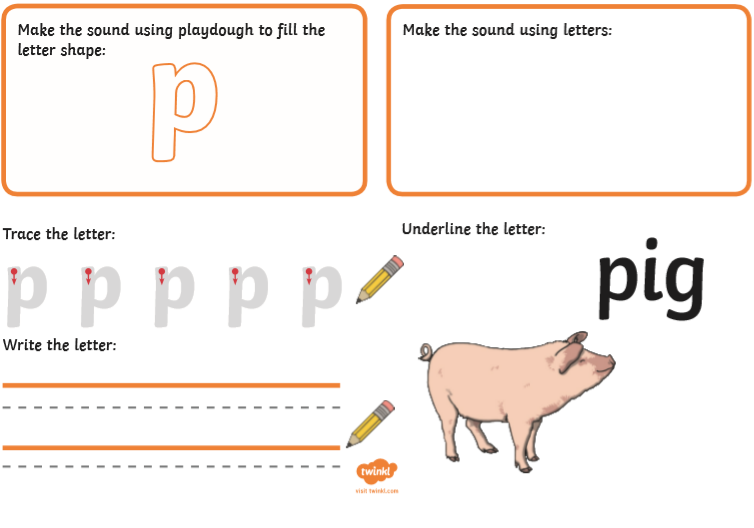 Make the sound using playdough to fill the
letter shape:
p
Make the sound using letters:
Trace the letter:
p p p p p
Underline the letter:
pig
Write the letter:
twinkl
visit twinkl.com